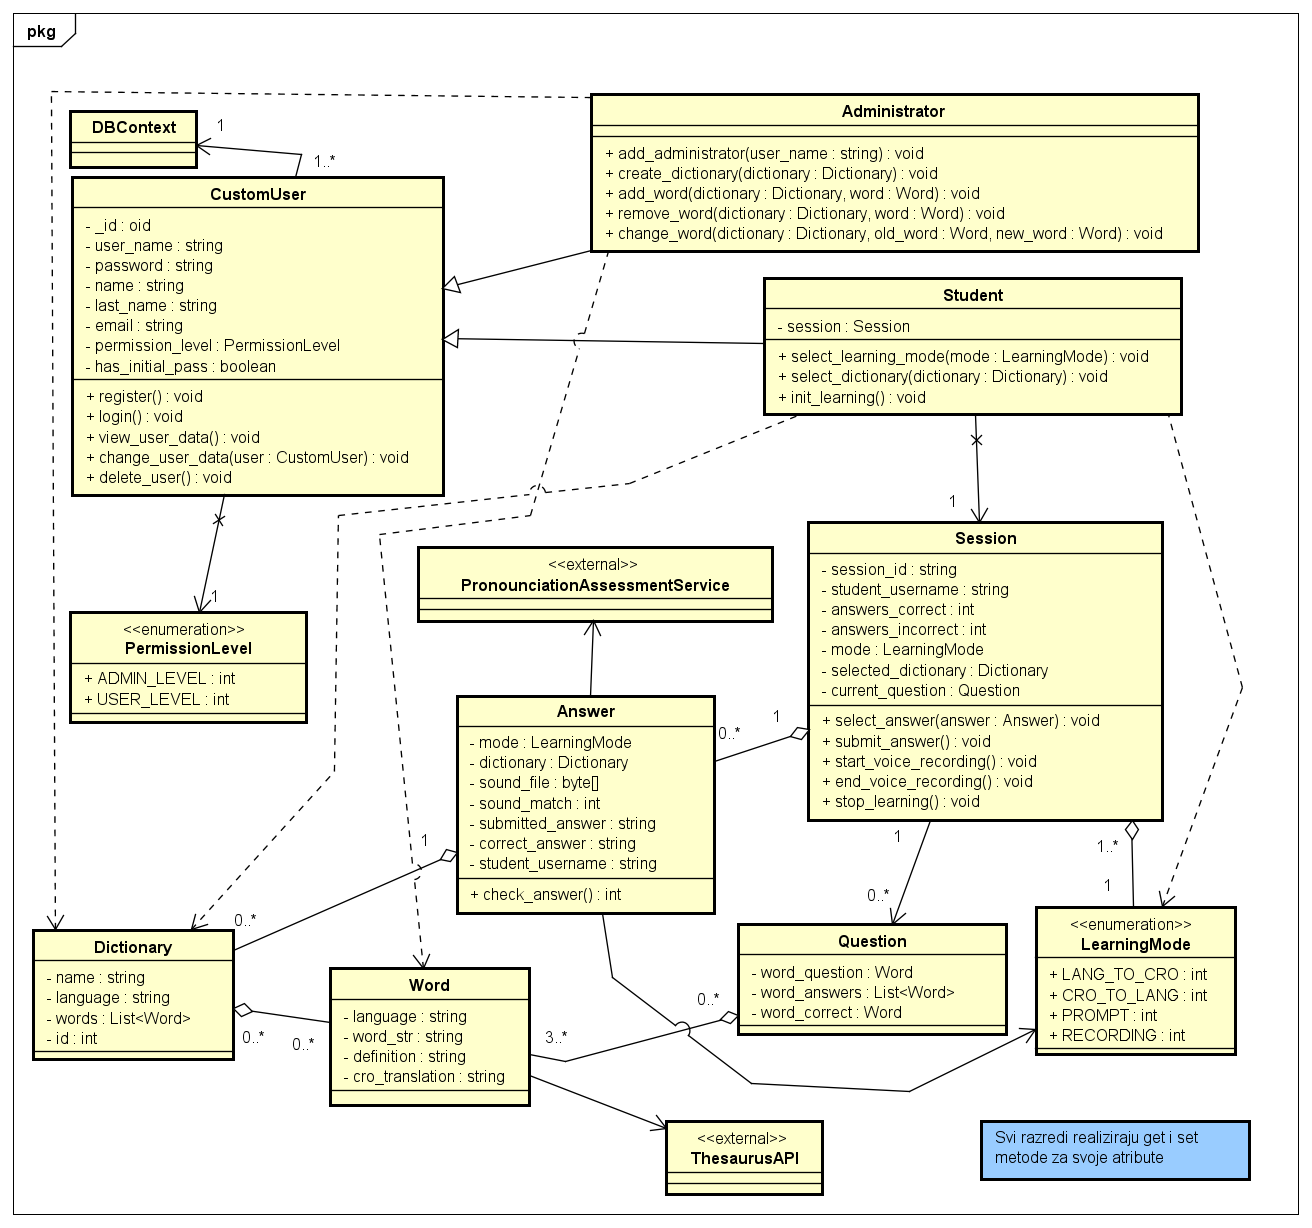 pkg
DBContext
1
1..*
CustomUser
- _id : oid
- user_name : string
- password : string
- name : string
- last_name : string
- email : string
- permission_level : PermissionLevel
- has_initial_pass : boolean
+ register() : void
+ login() : void
+ view_user_data() : void
+ change_user_data(user : CustomUser) : void
+ delete_user() : void
Administrator
+ add_administrator(user_name : string) : void
+ create_dictionary(dictionary : Dictionary) : void
+ add_word(dictionary : Dictionary, word : Word) : void
+ remove_word(dictionary : Dictionary, word : Word) : void
+ change_word(dictionary : Dictionary, old_word : Word, new_word : Word) : void
Student
- session : Session
+ select_learning_mode(mode : LearningMode) : void
+ select_dictionary(dictionary : Dictionary) : void
+ init_learning() : void
1
1
<<enumeration>>
PermissionLevel
+ ADMIN_LEVEL : int
+ USER_LEVEL : int
<<external>>
PronounciationAssessmentService
Session
- session_id : string
- student_username : string
- answers_correct : int
- answers_incorrect : int
- mode : LearningMode
- selected_dictionary : Dictionary
- current_question : Question
+ select_answer(answer : Answer) : void
+ submit_answer() : void
+ start_voice_recording() : void
+ end_voice_recording() : void
+ stop_learning() : void
Answer
- mode : LearningMode
- dictionary : Dictionary
- sound_file : byte[]
- sound_match : int
- submitted_answer : string
- correct_answer : string
- student_username : string
+ check_answer() : int
0..*
1
1
0..*
1
0..*
1..*
1
Dictionary
- name : string
- language : string
- words : List<Word>
- id : int
0..*
0..*
Word
- language : string
- word_str : string
- definition : string
- cro_translation : string
3..*
0..*
Question
- word_question : Word
- word_answers : List<Word>
- word_correct : Word
<<enumeration>>
LearningMode
+ LANG_TO_CRO : int
+ CRO_TO_LANG : int
+ PROMPT : int
+ RECORDING : int
<<external>>
ThesaurusAPI
Svi razredi realiziraju get i set
metode za svoje atribute